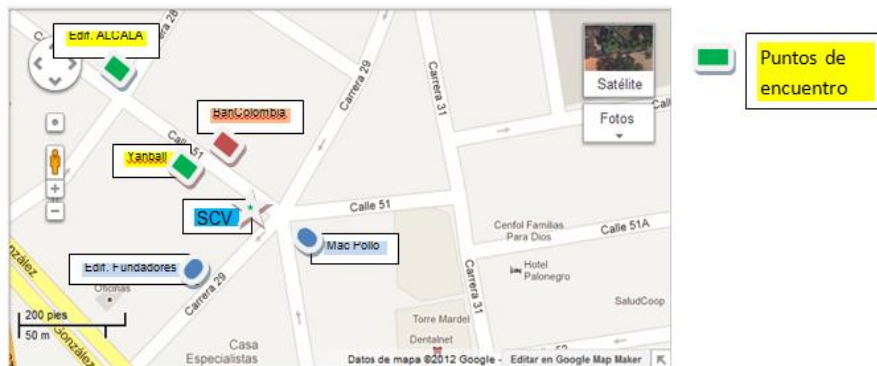 Edif. ALCALA
Carrera 28
BanColombia
Calle 51
Yanbal
SCV
Mac Pollo
Edif. Fundadores
Oficinas
Carrera 29
Carrera 29
Carrera 31
Calle 51
Carrera 31
Calle 51A
Cenfol Familias
Para Dios
Hotel
Palonegro
SaludCoop
Torre Mardel
Dentalnet
Casa
Especialistas
González
200 pies
50 m
Satélite
Fotos
Datos de mapa ©2012 Google - Editar en Google Map Maker
Puntos de
encuentro